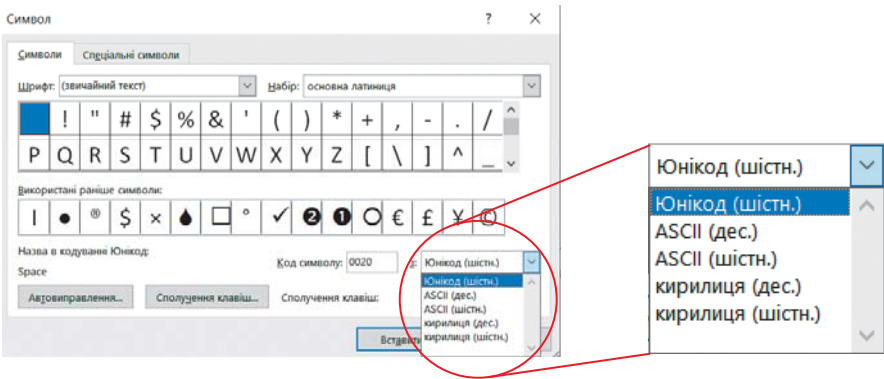 Символ ? ×
Символи Спеціальні символи
Шрифт: (звичайний текст) Набір: основна латиниця
! " # $ % & ' ( ) * + , - . /
P Q R S T U V W X Y Z [ \ ] ^ _
Використані раніше символи:
| ● ® $ × □ ° ✓ ❷ ❶ ○ € £ ¥ ©
Назва в кодуванні Юнікод:
Space
Код символу: 0020 з: Юнікод (шістн.)
Автовиправлення... Сполучення клавіш... Сполучення клавіш:
Юнікод (шістн.)
ASCII (дес.)
ASCII (шістн.)
кирилиця (дес.)
кирилиця (шістн.)
Юнікод (шістн.)
Юнікод (шістн.)
ASCII (дес.)
ASCII (шістн.)
кирилиця (дес.)
кирилиця (шістн.)